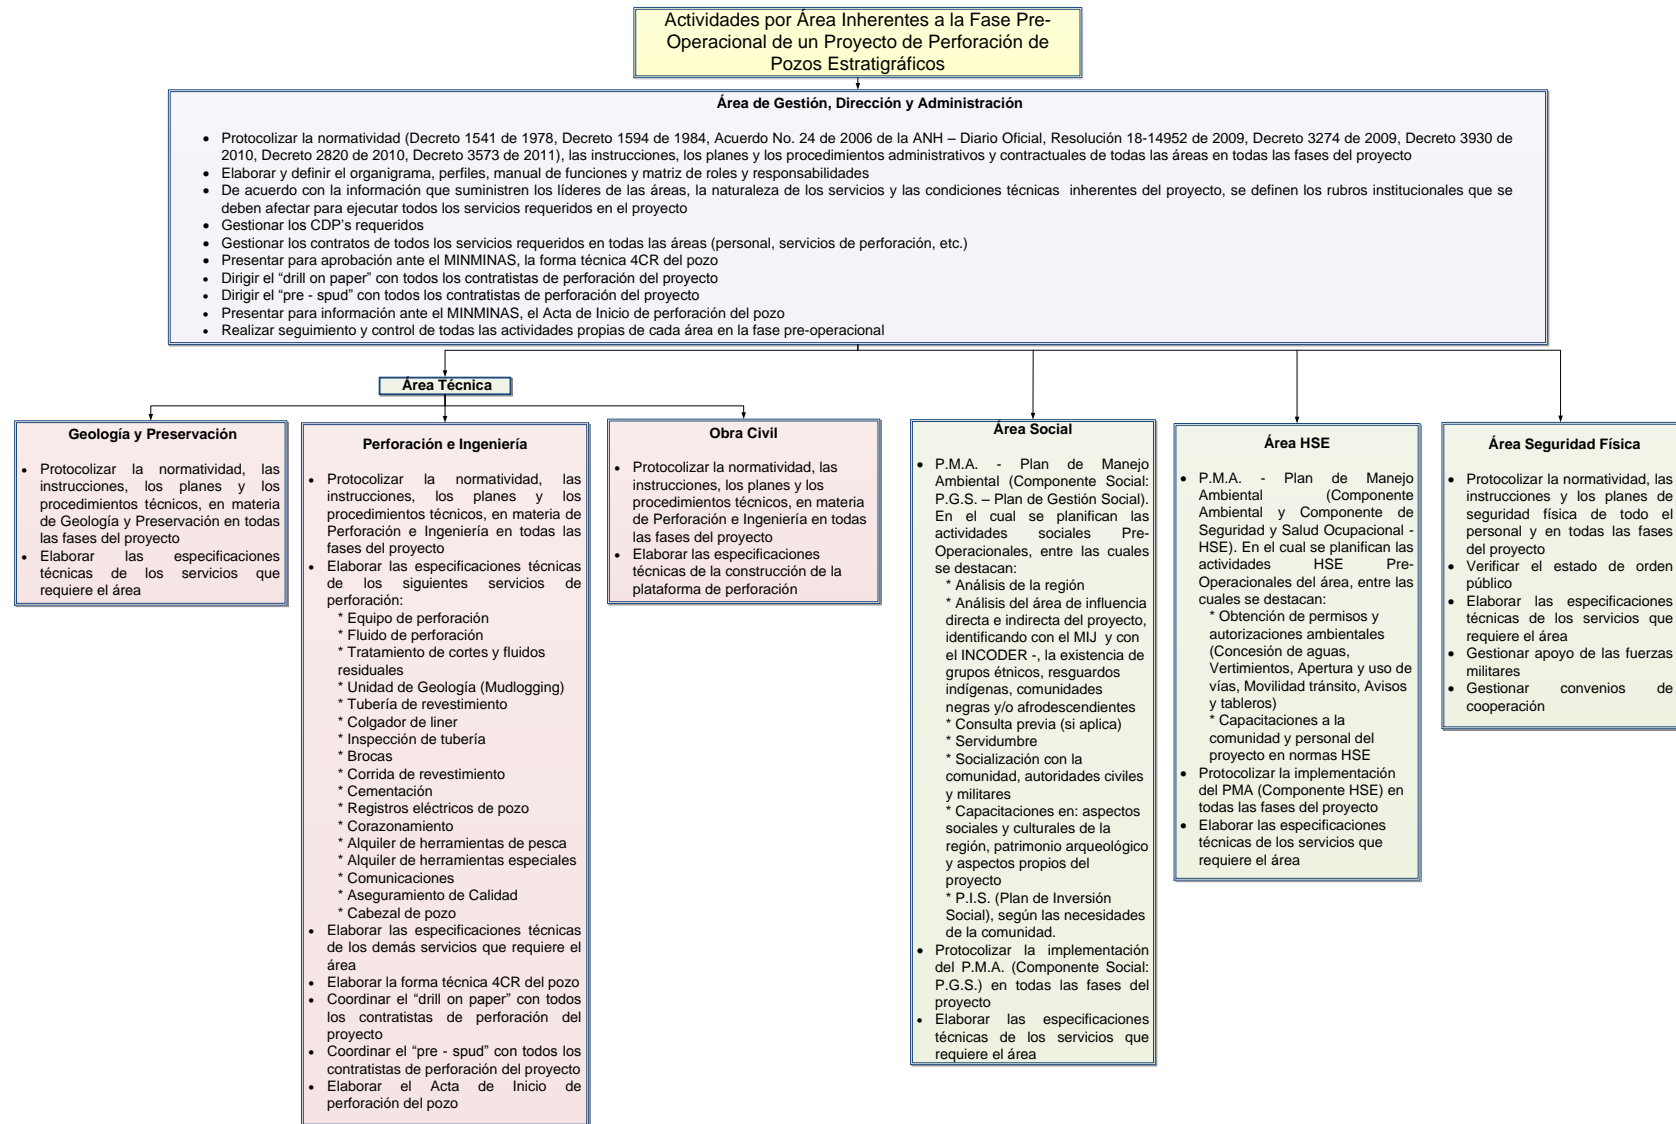 Actividades por Área Inherentes a la Fase Pre-
Operacional de un Proyecto de Perforación de
Pozos Estratigráficos
Área de Gestión, Dirección y Administración
• Protocolizar la normatividad (Decreto 1541 de 1978, Decreto 1594 de 1984, Acuerdo No. 24 de 2006 de la ANH – Diario Oficial, Resolución 18-14952 de 2009, Decreto 3274 de 2009, Decreto 3930 de
2010, Decreto 2820 de 2010, Decreto 3573 de 2011), las instrucciones, los planes y los procedimientos administrativos y contractuales de todas las áreas en todas las fases del proyecto
• Elaborar y definir el organigrama, perfiles, manual de funciones y matriz de roles y responsabilidades
• De acuerdo con la información que suministren los líderes de las áreas, la naturaleza de los servicios y las condiciones técnicas inherentes del proyecto, se definen los rubros institucionales que se
deben afectar para ejecutar todos los servicios requeridos en el proyecto
• Gestionar los CDP's requeridos
• Gestionar los contratos de todos los servicios requeridos en todas las áreas (personal, servicios de perforación, etc.)
• Presentar para aprobación ante el MINMINAS, la forma técnica 4CR del pozo
• Dirigir el “drill on paper” con todos los contratistas de perforación del proyecto
• Dirigir el “pre - spud” con todos los contratistas de perforación del proyecto
• Presentar para información ante el MINMINAS, el Acta de Inicio de perforación del pozo
• Realizar seguimiento y control de todas las actividades propias de cada área en la fase pre-operacional
Área Técnica
Geología y Preservación
• Protocolizar la normatividad, las
instrucciones, los planes y los
procedimientos técnicos, en materia
de Geología y Preservación en todas
las fases del proyecto
• Elaborar las especificaciones
técnicas de los servicios que
requiere el área
Perforación e Ingeniería
• Protocolizar la normatividad, las
instrucciones, los planes y los
procedimientos técnicos, en materia de
Perforación e Ingeniería en todas las
fases del proyecto
• Elaborar las especificaciones técnicas
de los siguientes servicios de
perforación:
* Equipo de perforación
* Fluido de perforación
* Tratamiento de cortes y fluidos
residuales
* Unidad de Geología (Mudlogging)
* Tubería de revestimiento
* Colgador de liner
* Inspección de tubería
* Brocas
* Corrida de revestimiento
* Cementación
* Registros eléctricos de pozo
* Corazonamiento
* Alquiler de herramientas de pesca
* Alquiler de herramientas especiales
* Comunicaciones
* Aseguramiento de Calidad
* Cabezal de pozo
• Elaborar las especificaciones técnicas
de los demás servicios que requiere el
área
• Elaborar la forma técnica 4CR del pozo
• Coordinar el “drill on paper” con todos
los contratistas de perforación del
proyecto
• Coordinar el “pre - spud” con todos los
contratistas de perforación del proyecto
• Elaborar el Acta de Inicio de
perforación del pozo
Obra Civil
• Protocolizar la normatividad, las
instrucciones, los planes y los
procedimientos técnicos, en materia
de Perforación e Ingeniería en todas
las fases del proyecto
• Elaborar las especificaciones
técnicas de la construcción de la
plataforma de perforación
Área Social
• P.M.A. - Plan de Manejo
Ambiental (Componente Social:
P.G.S. – Plan de Gestión Social).
En el cual se planifican las
actividades sociales Pre-
Operacionales, entre las cuales
se destacan:
* Análisis de la región
* Análisis del área de influencia
directa e indirecta del proyecto,
identificando con el MIJ y con
el INCODER -, la existencia de
grupos étnicos, resguardos
indígenas, comunidades
negras y/o afrodescendientes
* Consulta previa (si aplica)
* Servidumbre
* Socialización con la
comunidad, autoridades civiles
y militares
* Capacitaciones en: aspectos
sociales y culturales de la
región, patrimonio arqueológico
y aspectos propios del
proyecto
* P.I.S. (Plan de Inversión
Social), según las necesidades
de la comunidad.
• Protocolizar la implementación
del P.M.A. (Componente Social:
P.G.S.) en todas las fases del
proyecto
• Elaborar las especificaciones
técnicas de los servicios que
requiere el área
Área HSE
• P.M.A. - Plan de Manejo
Ambiental (Componente
Ambiental y Componente de
Seguridad y Salud Ocupacional -
HSE). En el cual se planifican las
actividades HSE Pre-
Operacionales del área, entre las
cuales se destacan:
* Obtención de permisos y
autorizaciones ambientales
(Concesión de aguas,
Vertimientos, Apertura y uso de
vías, Movilidad tránsito, Avisos
y tableros)
* Capacitaciones a la
comunidad y personal del
proyecto en normas HSE
• Protocolizar la implementación
del PMA (Componente HSE) en
todas las fases del proyecto
• Elaborar las especificaciones
técnicas de los servicios que
requiere el área
Área Seguridad Física
• Protocolizar la normatividad, las
instrucciones y los planes de
seguridad física de todo el
personal y en todas las fases
del proyecto
• Verificar el estado de orden
público
• Elaborar las especificaciones
técnicas de los servicios que
requiere el área
• Gestionar apoyo de las fuerzas
militares
• Gestionar convenios de
cooperación